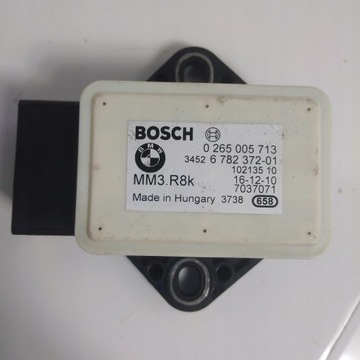 BOSCH
BMW
0 265 005 713
3452 6 782 372-01
102135 10
MM3.R8k
16-12-10
7037071
Made in Hungary 3738 658